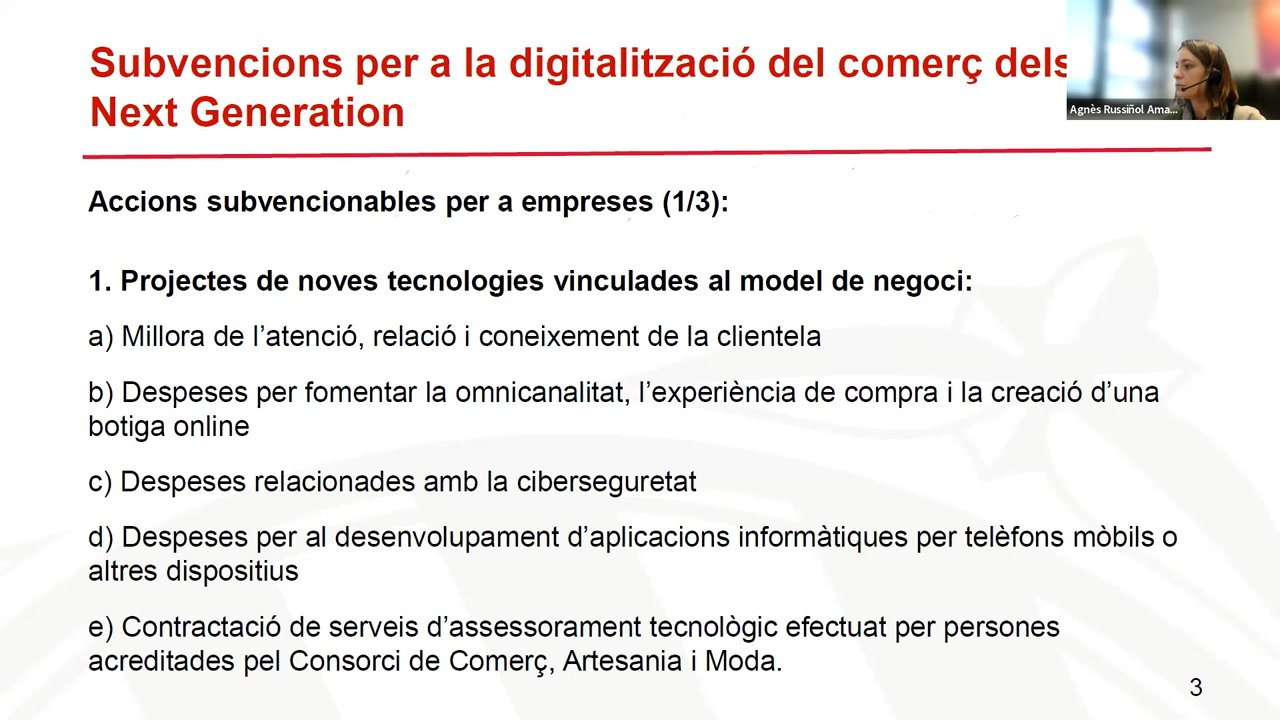 Subvencions per a la digitalització del comerç dels
Next Generation
Agnès Russiñol Ama...
Accions subvencionables per a empreses (1/3):
1. Projectes de noves tecnologies vinculades al model de negoci:
a) Millora de l’atenció, relació i coneixement de la clientela
b) Despeses per fomentar la omnicanalitat, l’experiència de compra i la creació d’una
botiga online
c) Despeses relacionades amb la ciberseguretat
d) Despeses per al desenvolupament d’aplicacions informàtiques per telèfons mòbils o
altres dispositius
e) Contractació de serveis d’assessorament tecnològic efectuat per persones
acreditades pel Consorci de Comerç, Artesania i Moda.
3